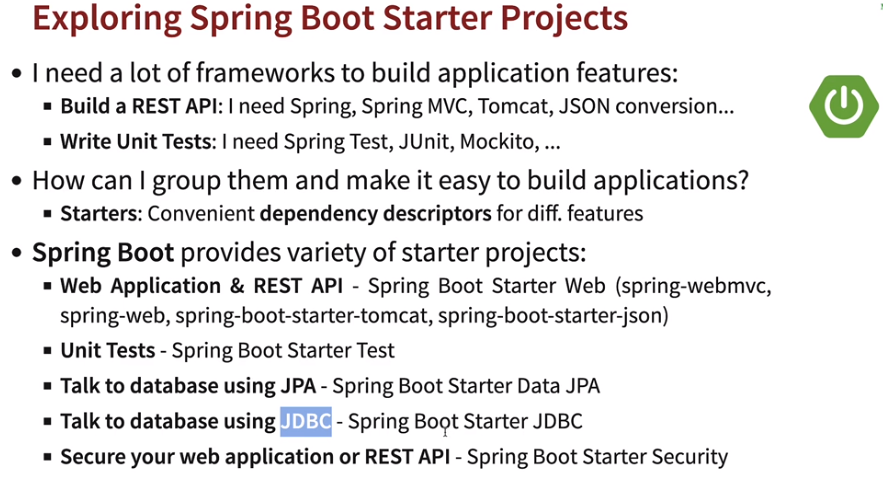 Exploring Spring Boot Starter Projects
• I need a lot of frameworks to build application features:
▪ Build a REST API: I need Spring, Spring MVC, Tomcat, JSON conversion...
▪ Write Unit Tests: I need Spring Test, JUnit, Mockito, ...
• How can I group them and make it easy to build applications?
▪ Starters: Convenient dependency descriptors for diff. features
• Spring Boot provides variety of starter projects:
▪ Web Application & REST API - Spring Boot Starter Web (spring-webmvc,
spring-web, spring-boot-starter-tomcat, spring-boot-starter-json)
▪ Unit Tests - Spring Boot Starter Test
▪ Talk to database using JPA - Spring Boot Starter Data JPA
▪ Talk to database using JDBC - Spring Boot Starter JDBC
▪ Secure your web application or REST API - Spring Boot Starter Security